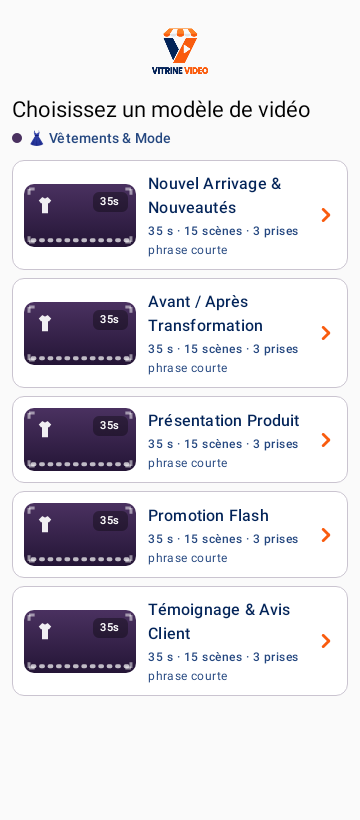 VITRINE VIDEO
Choisissez un modèle de vidéo
Vêtements & Mode
35s
Nouvel Arrivage &
Nouveautés
35 s · 15 scènes · 3 prises
phrase courte
35s
Avant / Après
Transformation
35 s · 15 scènes · 3 prises
phrase courte
35s
Présentation Produit
35 s · 15 scènes · 3 prises
phrase courte
35s
Promotion Flash
35 s · 15 scènes · 3 prises
phrase courte
35s
Témoignage & Avis
Client
35 s · 15 scènes · 3 prises
phrase courte